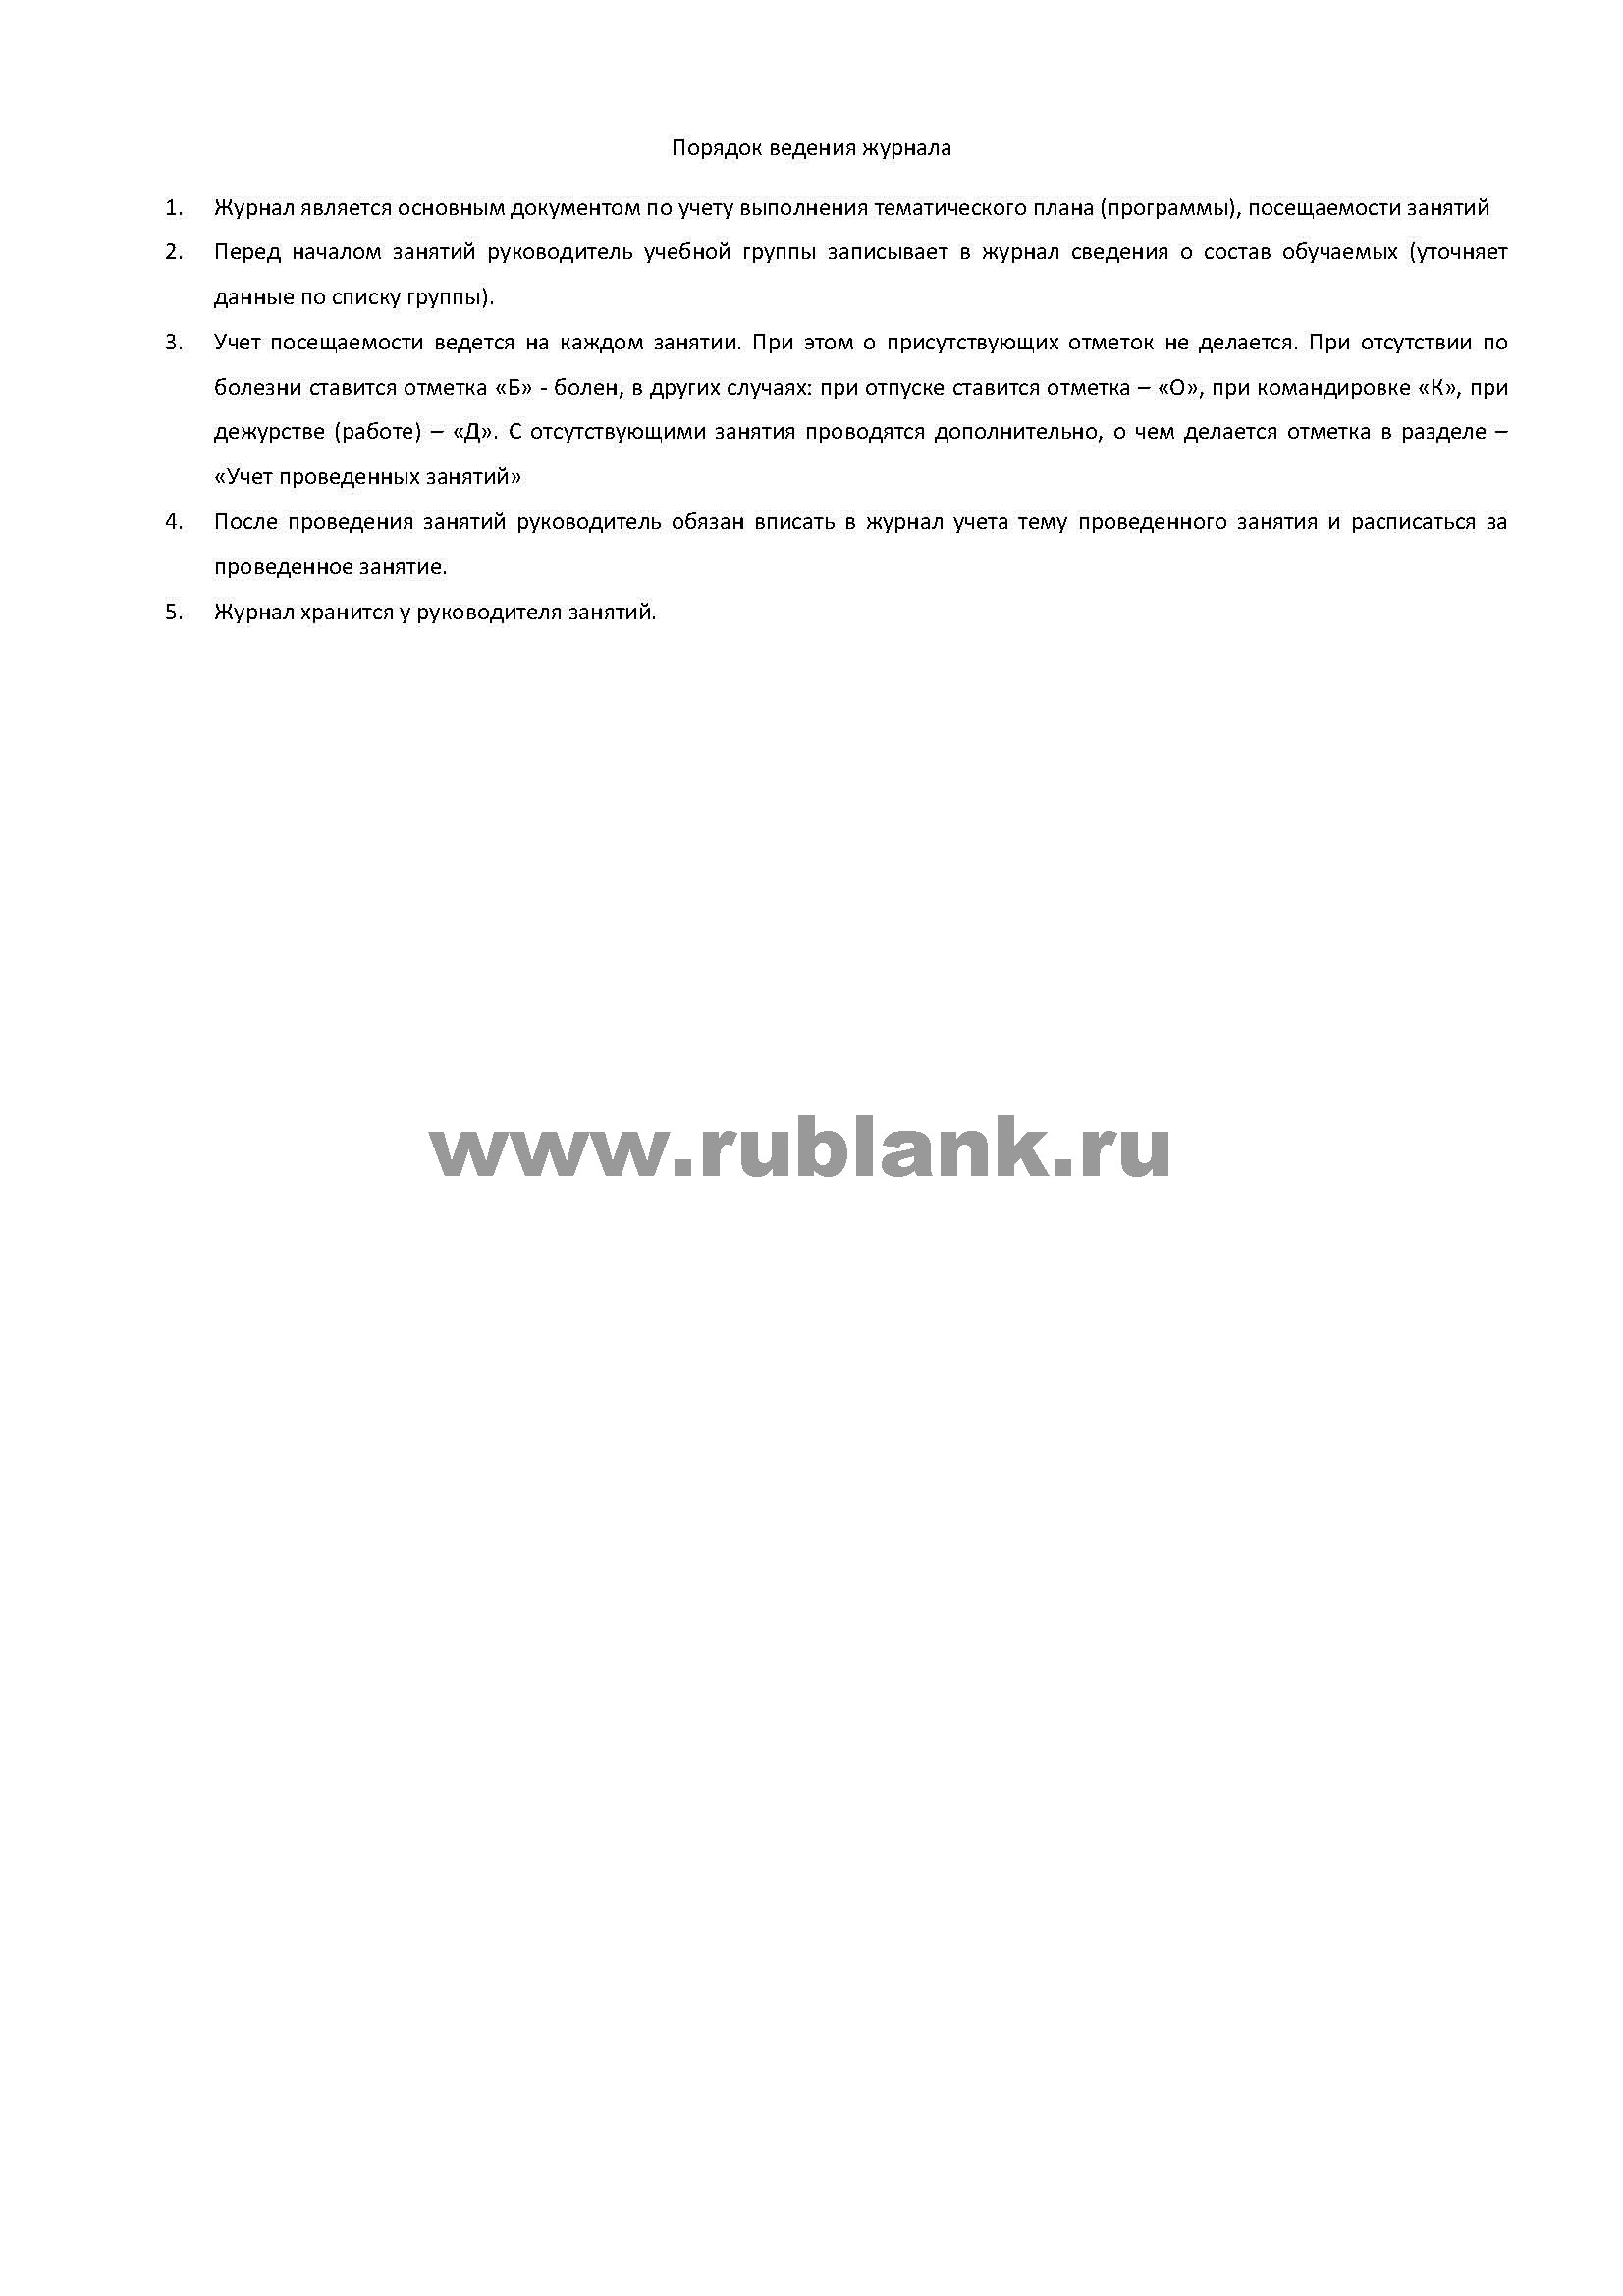 Порядок ведения журнала
1. Журнал является основным документом по учету выполнения тематического плана (программы), посещаемости занятий
2. Перед началом занятий руководитель учебной группы записывает в журнал сведения о состав обучаемых (уточняет
данные по списку группы).
3. Учет посещаемости ведется на каждом занятии. При этом о присутствующих отметок не делается. При отсутствии по
болезни ставится отметка «Б» - болен, в других случаях: при отпуске ставится отметка – «О», при командировке «К», при
дежурстве (работе) – «Д». С отсутствующими занятия проводятся дополнительно, о чем делается отметка в разделе –
«Учет проведенных занятий»
4. После проведения занятий руководитель обязан вписать в журнал учета тему проведенного занятия и расписаться за
проведенное занятие.
5. Журнал хранится у руководителя занятий.
www.rublank.ru